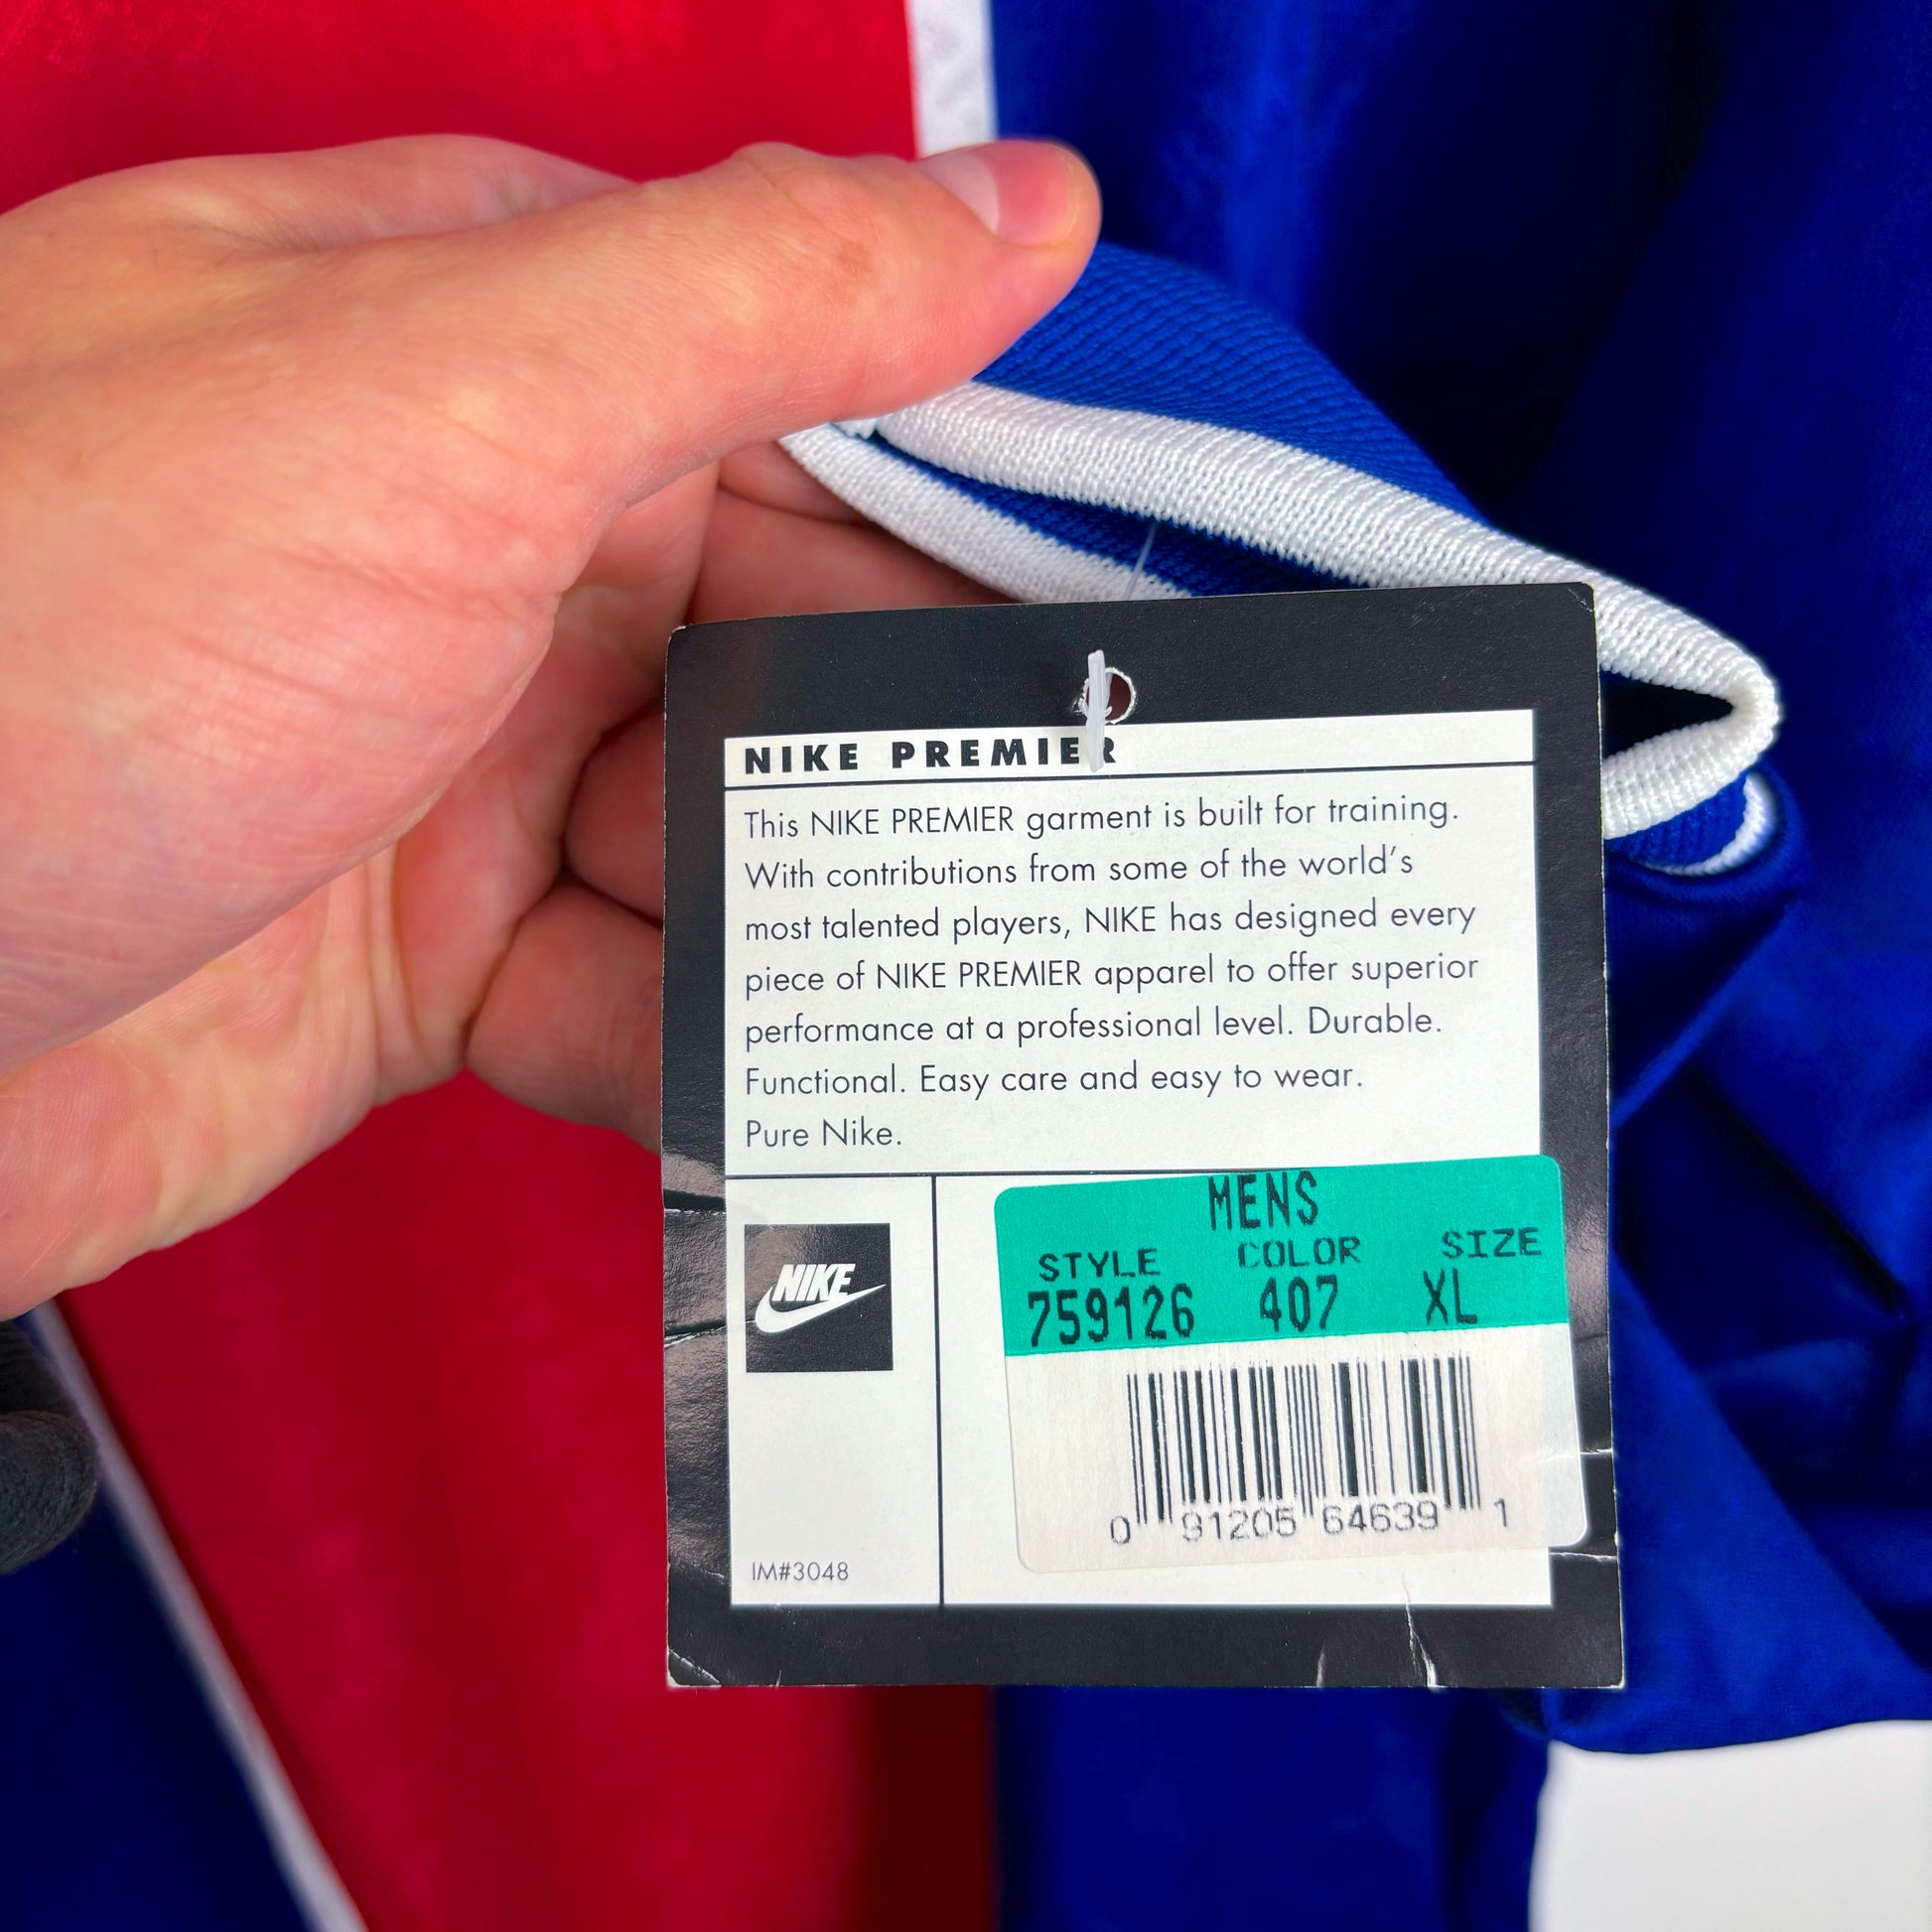 NIKE PREMIER
This NIKE PREMIER garment is built for training.
With contributions from some of the world's
most talented players, NIKE has designed every
piece of NIKE PREMIER apparel to offer superior
performance at a professional level. Durable.
Functional. Easy care and easy to wear.
Pure Nike.
NIKE
IM#3048
MENS
STYLE COLOR SIZE
759126 407 XL
0 91205 64639 1